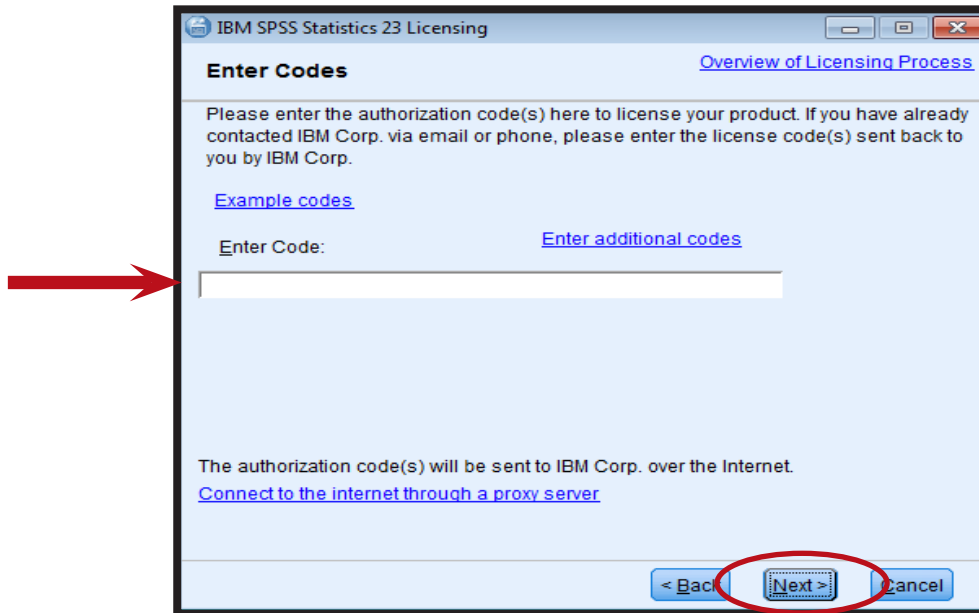 IBM SPSS Statistics 23 Licensing
Enter Codes
Overview of Licensing Process
Please enter the authorization code(s) here to license your product. If you have already
contacted IBM Corp. via email or phone, please enter the license code(s) sent back to
you by IBM Corp.
Example codes
Enter Code:
Enter additional codes
The authorization code(s) will be sent to IBM Corp. over the Internet.
Connect to the internet through a proxy server
< Back
Next >
Cancel